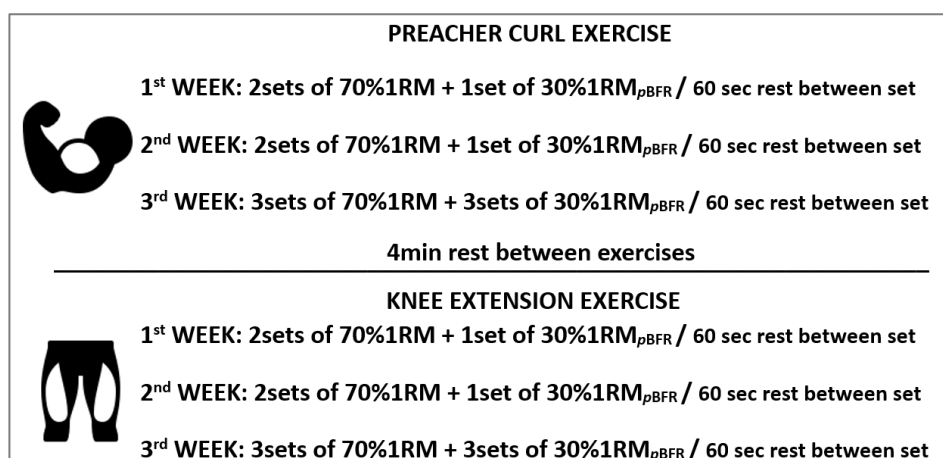 PREACHER CURL EXERCISE
1st WEEK: 2sets of 70%1RM + 1set of 30%1RMpBFR / 60 sec rest between set
2nd WEEK: 2sets of 70%1RM + 1set of 30%1RMpBFR / 60 sec rest between set
3rd WEEK: 3sets of 70%1RM + 3sets of 30%1RMpBFR / 60 sec rest between set
4min rest between exercises
KNEE EXTENSION EXERCISE
1st WEEK: 2sets of 70%1RM + 1set of 30%1RMpBFR / 60 sec rest between set
2nd WEEK: 2sets of 70%1RM + 1set of 30%1RMpBFR / 60 sec rest between set
3rd WEEK: 3sets of 70%1RM + 3sets of 30%1RMpBFR / 60 sec rest between set